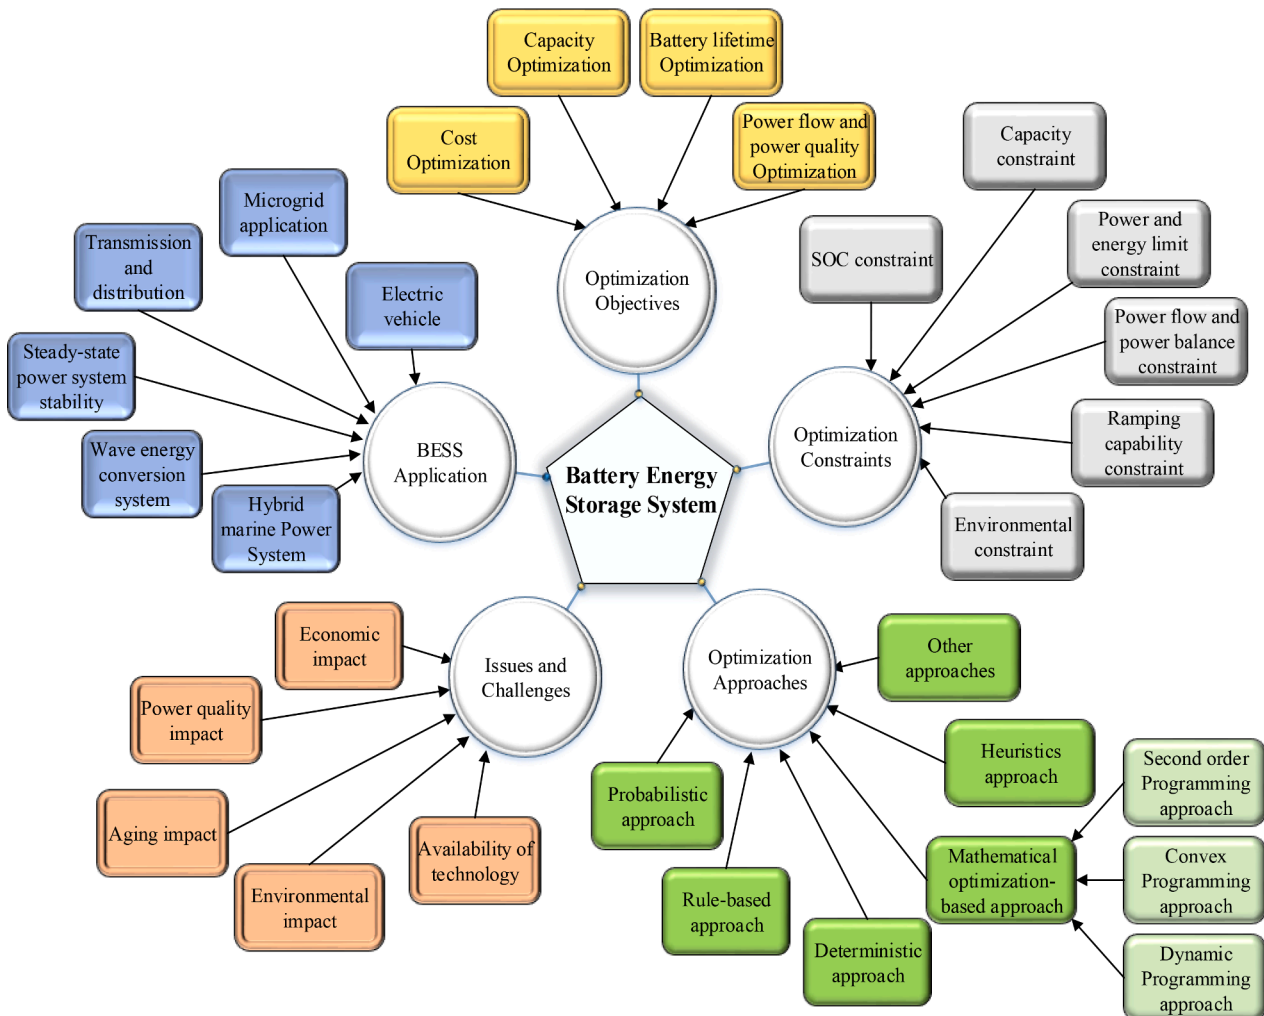 Capacity
Optimization
Battery lifetime
Optimization
Cost
Optimization
Power flow and
power quality
Optimization
Optimization
Objectives
Capacity
constraint
SOC constraint
Power and
energy limit
constraint
Power flow and
power balance
constraint
Ramping
capability
constraint
Environmental
constraint
Optimization
Constraints
Microgrid
application
Transmission
and
distribution
Electric
vehicle
Steady-state
power system
stability
Wave energy
conversion
system
Hybrid
marine Power
System
BESS
Application
Battery Energy
Storage System
Economic
impact
Power quality
impact
Aging impact
Environmental
impact
Availability of
technology
Issues and
Challenges
Optimization
Approaches
Other
approaches
Heuristics
approach
Probabilistic
approach
Rule-based
approach
Deterministic
approach
Mathematical
optimization-
based approach
Second order
Programming
approach
Convex
Programming
approach
Dynamic
Programming
approach